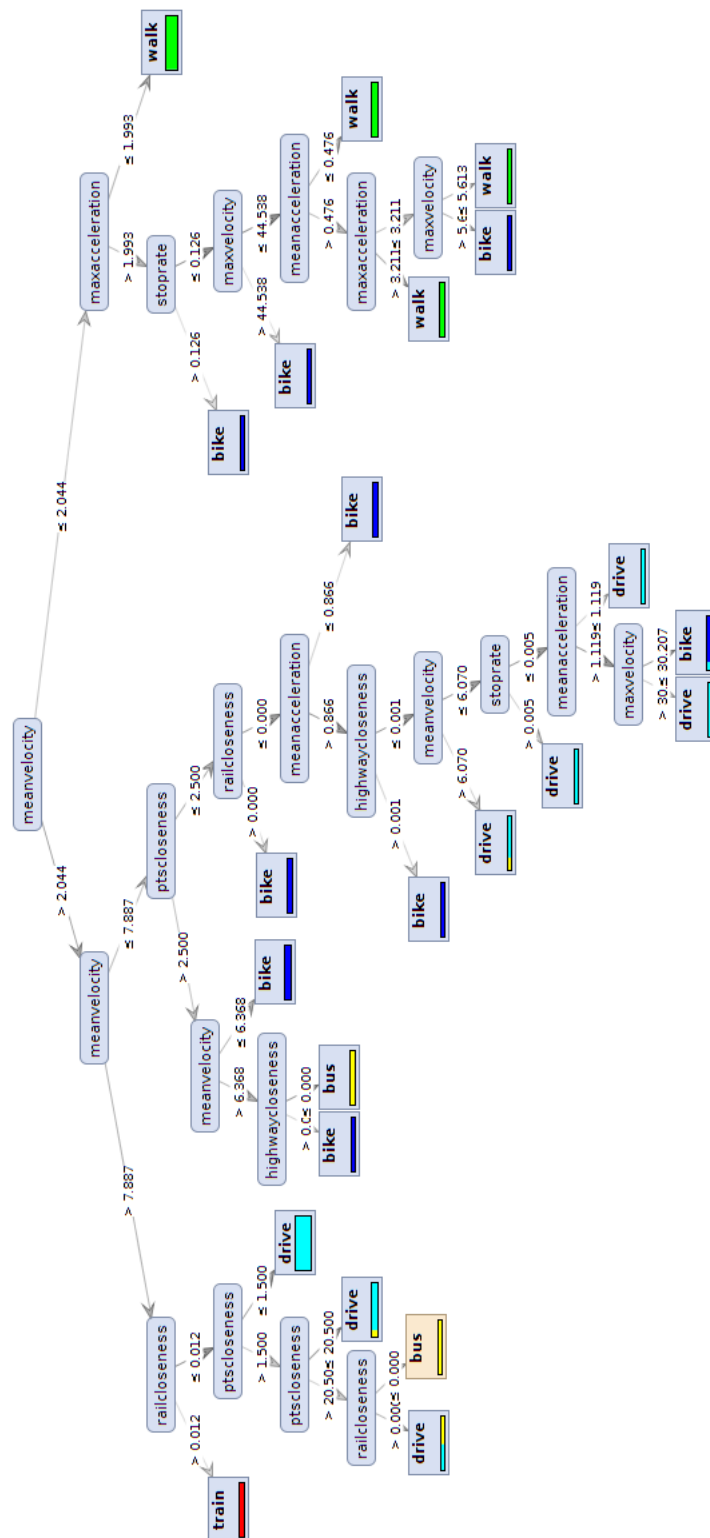 meanvelocity
> 2.044
≤ 2.044
meanvelocity
maxacceleration
> 7.887
≤ 7.887
> 1.993
≤ 1.993
railcloseness
ptscloseness
stoprate
walk
> 0.012
≤ 0.012
> 2.500
≤ 2.500
> 0.126
≤ 0.126
train
ptscloseness
meanvelocity
railcloseness
bike
maxvelocity
> 1.500
≤ 1.500
> 6.368
≤ 6.368
> 0.000
≤ 0.000
> 44.538
≤ 44.538
ptscloseness
drive
highwaycloseness
bike
bike
meanacceleration
bike
meanacceleration
> 20.50
≤ 20.500
> 0.0
≤ 0.000
> 0.866
≤ 0.866
> 0.476
≤ 0.476
railcloseness
drive
bike
bus
highwaycloseness
bike
maxacceleration
walk
> 0.00
≤ 0.000
> 0.001
≤ 0.001
> 3.211
≤ 3.211
drive
bus
bike
meanvelocity
walk
maxvelocity
> 6.070
≤ 6.070
> 5.6
≤ 5.613
drive
stoprate
bike
walk
> 0.005
≤ 0.005
drive
meanacceleration
> 1.119
≤ 1.119
maxvelocity
drive
> 30
≤ 30.207
drive
bike